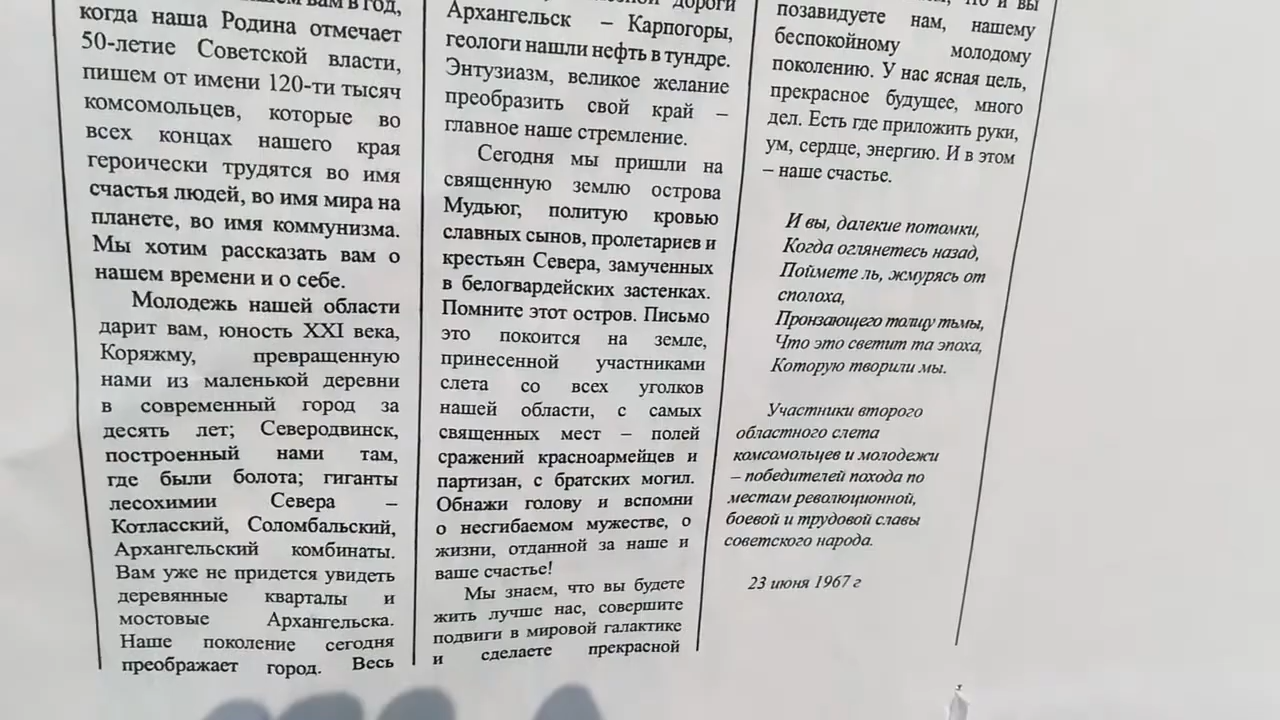 вам в год,
когда наша Родина отмечает
50-летие Советской власти,
пишем от имени 120-ти тысяч
комсомольцев, которые во
всех концах нашего края
героически трудятся во имя
счастья людей, во имя мира на
планете, во имя коммунизма.
Мы хотим рассказать вам о
нашем времени и о себе.
Молодежь нашей области
дарит вам, юность XXI века,
Коряжму, превращенную
нами из маленькой деревни
в современный город за
десять лет; Северодвинск,
построенный нами там,
где были болота; гиганты
лесохимии Севера –
Котласский, Соломбальский,
Архангельский комбинаты.
Вам уже не придется увидеть
деревянные кварталы и
мостовые Архангельска.
Наше поколение сегодня
преображает город. Весь
дороги
Архангельск – Карпогоры,
геологи нашли нефть в тундре.
Энтузиазм, великое желание
преобразить свой край –
главное наше стремление.
Сегодня мы пришли на
священную землю острова
Мудьюг, политую кровью
славных сынов, пролетариев и
крестьян Севера, замученных
в белогвардейских застенках.
Помните этот остров. Письмо
это покоится на земле,
принесенной участниками
слета со всех уголков
нашей области, с самых
священных мест – полей
сражений красноармейцев и
партизан, с братских могил.
Обнажи голову и вспомни
о несгибаемом мужестве, о
жизни, отданной за наше и
ваше счастье!
Мы знаем, что вы будете
жить лучше нас, совершите
подвиги в мировой галактике
и сделаете прекрасной
и вы
позавидуете нам, нашему
беспокойному молодому
поколению. У нас ясная цель,
прекрасное будущее, много
дел. Есть где приложить руки,
ум, сердце, энергию. И в этом
– наше счастье.
И вы, далекие потомки,
Когда оглянетесь назад,
Поймете ль, жмурясь от
сполоха,
Пронзающего толщу тьмы,
Что это светит та эпоха,
Которую творили мы.
Участники второго
областного слета
комсомольцев и молодежи
– победителей похода по
местам революционной,
боевой и трудовой славы
советского народа.
23 июня 1967 г